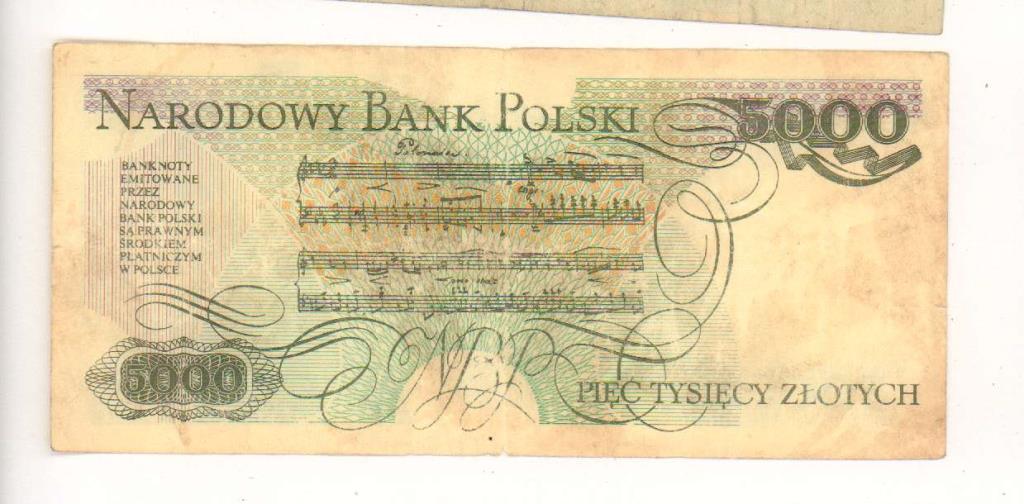 NARODOWY BANK POLSKI
5000
BANKNOTY
EMITOWANE
PRZEZ
NARODOWY
BANK POLSKI
SĄ PRAWNYM
ŚRODKIEM
PŁATNICZYM
W POLSCE
5000
PIĘĆ TYSIĘCY ZŁOTYCH